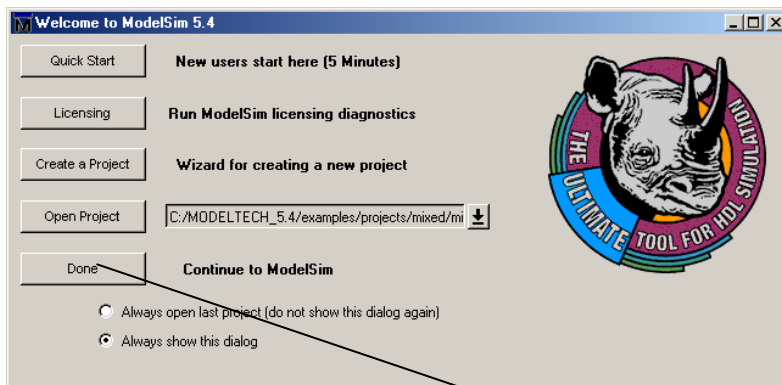 Welcome to ModelSim 5.4
Quick Start
New users start here (5 Minutes)
Licensing
Run ModelSim licensing diagnostics
Create a Project
Wizard for creating a new project
Open Project
C:/MODELTECH_5.4/examples/projects/mixed/mi
Done
Continue to ModelSim
Always open last project (do not show this dialog again)
Always show this dialog
THE
ULTIMATE
TOOL FOR HDL SIMULATION